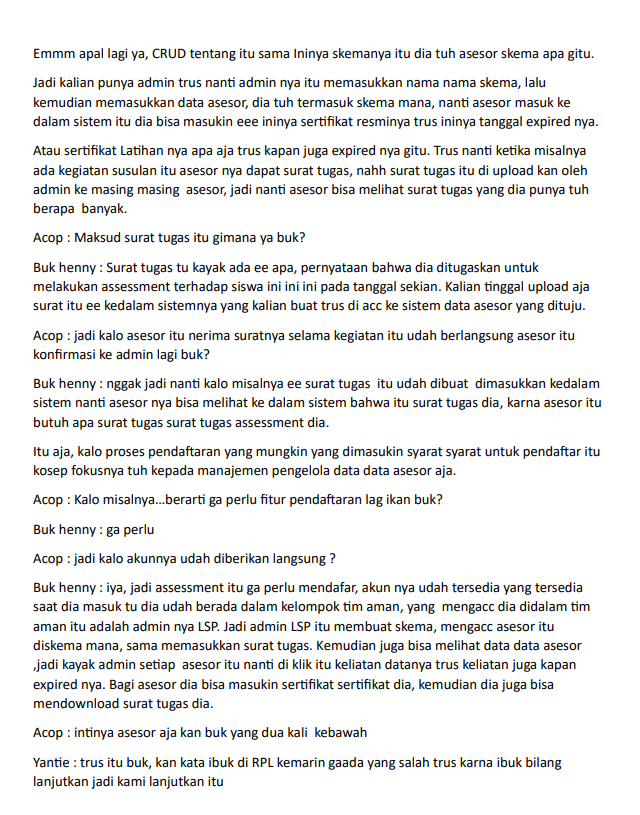 Emmm apal lagi ya, CRUD tentang itu sama Ininya skemanya itu dia tuh asesor skema apa gitu.
Jadi kalian punya admin trus nanti admin nya itu memasukkan nama nama skema, lalu
kemudian memasukkan data asesor, dia tuh termasuk skema mana, nanti asesor masuk ke
dalam sistem itu dia bisa masukin eee ininya sertifikat resminya trus ininya tanggal expired nya.
Atau sertifikat Latihan nya apa aja trus kapan juga expired nya gitu. Trus nanti ketika misalnya
ada kegiatan susulan itu asesor nya dapat surat tugas, nahh surat tugas itu di upload kan oleh
admin ke masing masing  asesor, jadi nanti asesor bisa melihat surat tugas yang dia punya tuh
berapa  banyak.
Acop : Maksud surat tugas itu gimana ya buk?
Buk henny : Surat tugas tu kayak ada ee apa, pernyataan bahwa dia ditugaskan untuk
melakukan assessment terhadap siswa ini ini ini pada tanggal sekian. Kalian tinggal upload aja
surat itu ee kedalam sistemnya yang kalian buat trus di acc ke sistem data asesor yang dituju.
Acop : jadi kalo asesor itu nerima suratnya selama kegiatan itu udah berlangsung asesor itu
konfirmasi ke admin lagi buk?
Buk henny : nggak jadi nanti kalo misalnya ee surat tugas  itu udah dibuat  dimasukkan kedalam
sistem nanti asesor nya bisa melihat ke dalam sistem bahwa itu surat tugas dia, karna asesor itu
butuh apa surat tugas surat tugas assessment dia.
Itu aja, kalo proses pendaftaran yang mungkin yang dimasukin syarat syarat untuk pendaftar itu
kosep fokusnya tuh kepada manajemen pengelola data data asesor aja.
Acop : Kalo misalnya…berarti ga perlu fitur pendaftaran lag ikan buk?
Buk henny : ga perlu
Acop : jadi kalo akunnya udah diberikan langsung ?
Buk henny : iya, jadi assessment itu ga perlu mendafar, akun nya udah tersedia yang tersedia
saat dia masuk tu dia udah berada dalam kelompok tim aman, yang  mengacc dia didalam tim
aman itu adalah admin nya LSP. Jadi admin LSP itu membuat skema, mengacc asesor itu
diskema mana, sama memasukkan surat tugas. Kemudian juga bisa melihat data data asesor
,jadi kayak admin setiap  asesor itu nanti di klik itu keliatan datanya trus keliatan juga kapan
expired nya. Bagi asesor dia bisa masukin sertifikat sertifikat dia, kemudian dia juga bisa
mendownload surat tugas dia.
Acop : intinya asesor aja kan buk yang dua kali  kebawah
Yantie : trus itu buk, kan kata ibuk di RPL kemarin gaada yang salah trus karna ibuk bilang
lanjutkan jadi kami lanjutkan itu